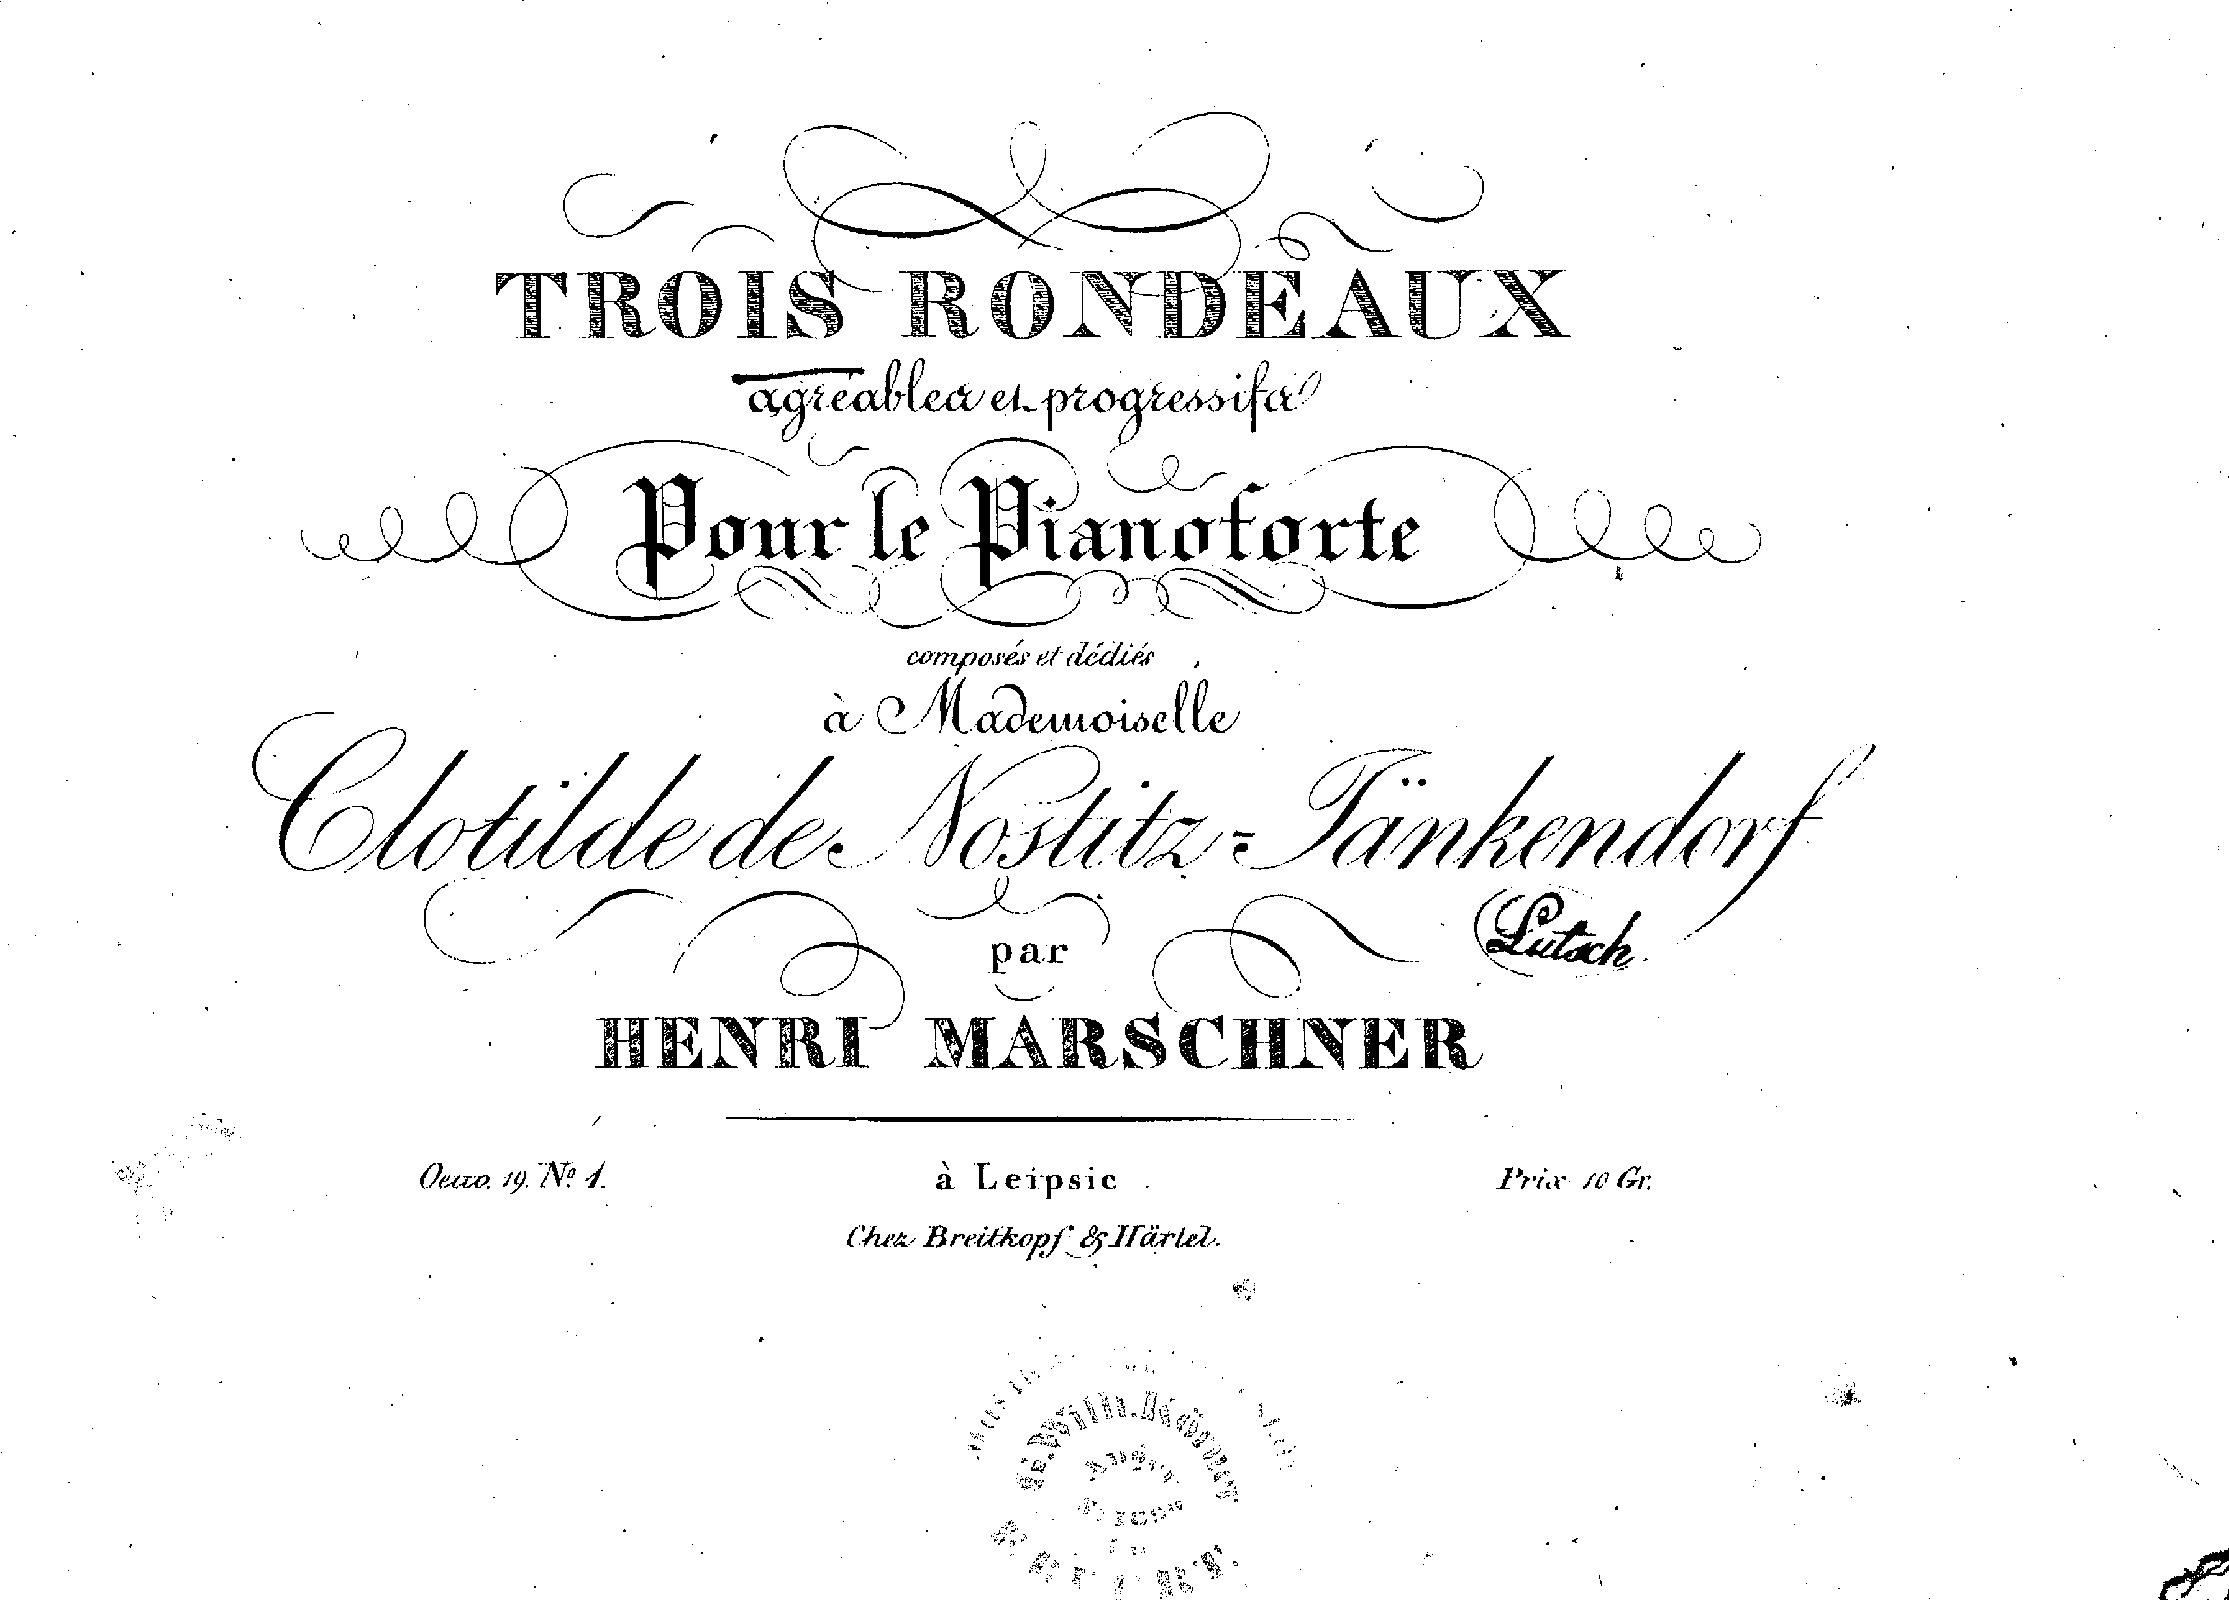 TROIS RONDEAUX
agréables et progressifs
Pour le Pianoforte
composés et dédiés
à Mademoiselle
Clotilde de Nostitz-Jänkendorf
Lutsch.
par
HENRI MARSCHNER
Oeuv. 19. No. 1.
à Leipsic
Prix 10 Gr.
Chez Breitkopf & Härtel.